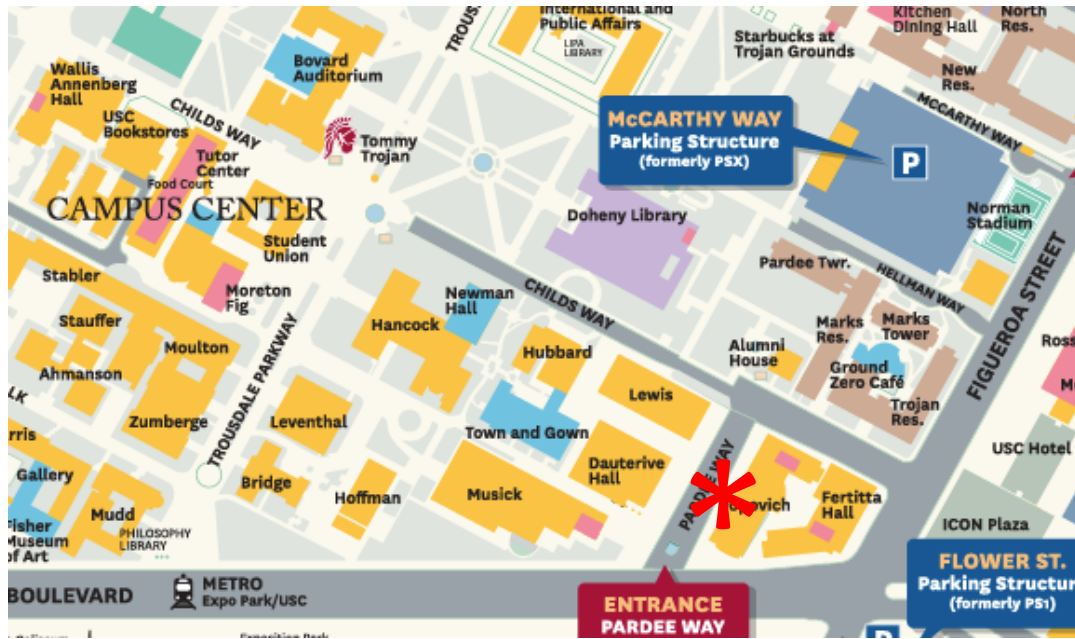 International and
Public Affairs
LIPA
LIBRARY
TROUS
Kitchen
Dining Hall
North
Res.
Starbucks at
Trojan Grounds
New
Res.
Bovard
Auditorium
Wallis
Annenberg
Hall
USC
Bookstores
CHILDS WAY
McCARTHY WAY
Parking Structure
(formerly PSX)
P
McCARTHY WAY
Tommy
Trojan
Tutor
Center
Food Court
CAMPUS CENTER
Student
Union
Doheny Library
Norman
Stadium
Pardee Twr.
HELLMAN WAY
FIGUEROA STREET
Stabler
Moreton
Fig
Newman
Hall
CHILDS WAY
Stauffer
Hancock
Marks
Res.
Marks
Tower
Moulton
Hubbard
Alumni
House
Ross
Ground
Zero Café
Ahmanson
TROUSDALE PARKWAY
Lewis
LK
Trojan
Res.
Zumberge
Leventhal
Town and Gown
rris
USC Hotel
Gallery
Bridge
Dauterive
Hall
PARDEE WAY
Hoffman
Musick
Fertitta
Hall
Mudd
PHILOSOPHY
LIBRARY
Fisher
Museum
of Art
ICON Plaza
BOULEVARD
METRO
Expo Park/USC
ENTRANCE
PARDEE WAY
FLOWER ST.
Parking Structur
(formerly PS1)
P